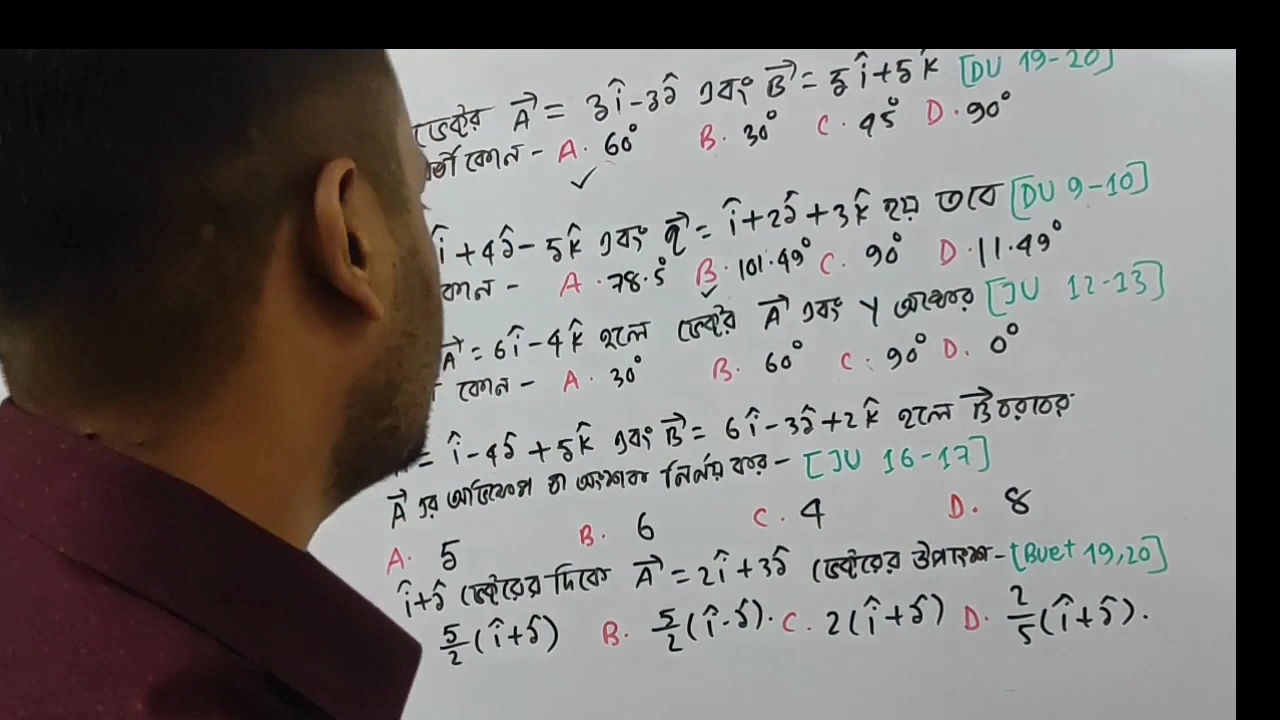 ভেক্টর A⃗ = 3î-3ĵ এবং B⃗ = 5î+5k̂ [DU 19-20]
কোন - A. 60° B. 30° C. 45° D. 90°
î+4ĵ-5k̂ এবং q⃗ = î+2ĵ+3k̂ হয় তবে [DU 9-10]
কোন - A. 78.5° B. 101.49° C. 90° D. 11.49°
A⃗ = 6î-4k̂ হলে ভেক্টর A⃗ এবং Y অক্ষের [JU 12-13]
কোন - A. 30° B. 60° C. 90° D. 0°
= î-4ĵ+5k̂ এবং B⃗ = 6î-3ĵ+2k̂ হলে B⃗ বরাবর
A⃗ এর অভিক্ষেপ বা অংশক নির্নয় কর- [JU 16-17]
A. 5 B. 6 C. 4 D. 8
î+ĵ ভেক্টরের দিকে A⃗ = 2î+3ĵ ভেক্টরের উপাংশ-[Buet 19,20]
5/2(î+ĵ) B. 5/2(î-ĵ). C. 2(î+ĵ) D. 2/5(î+ĵ).